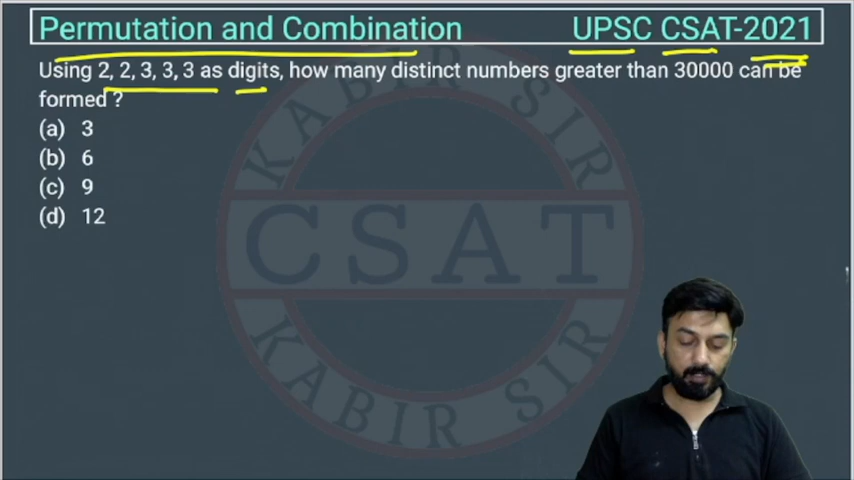 Permutation and Combination UPSC CSAT-2021
Using 2, 2, 3, 3, 3 as digits, how many distinct numbers greater than 30000 can be
formed ?
(a) 3
(b) 6
(c) 9
(d) 12
KABIR SIR
CSAT
KABIR SIR